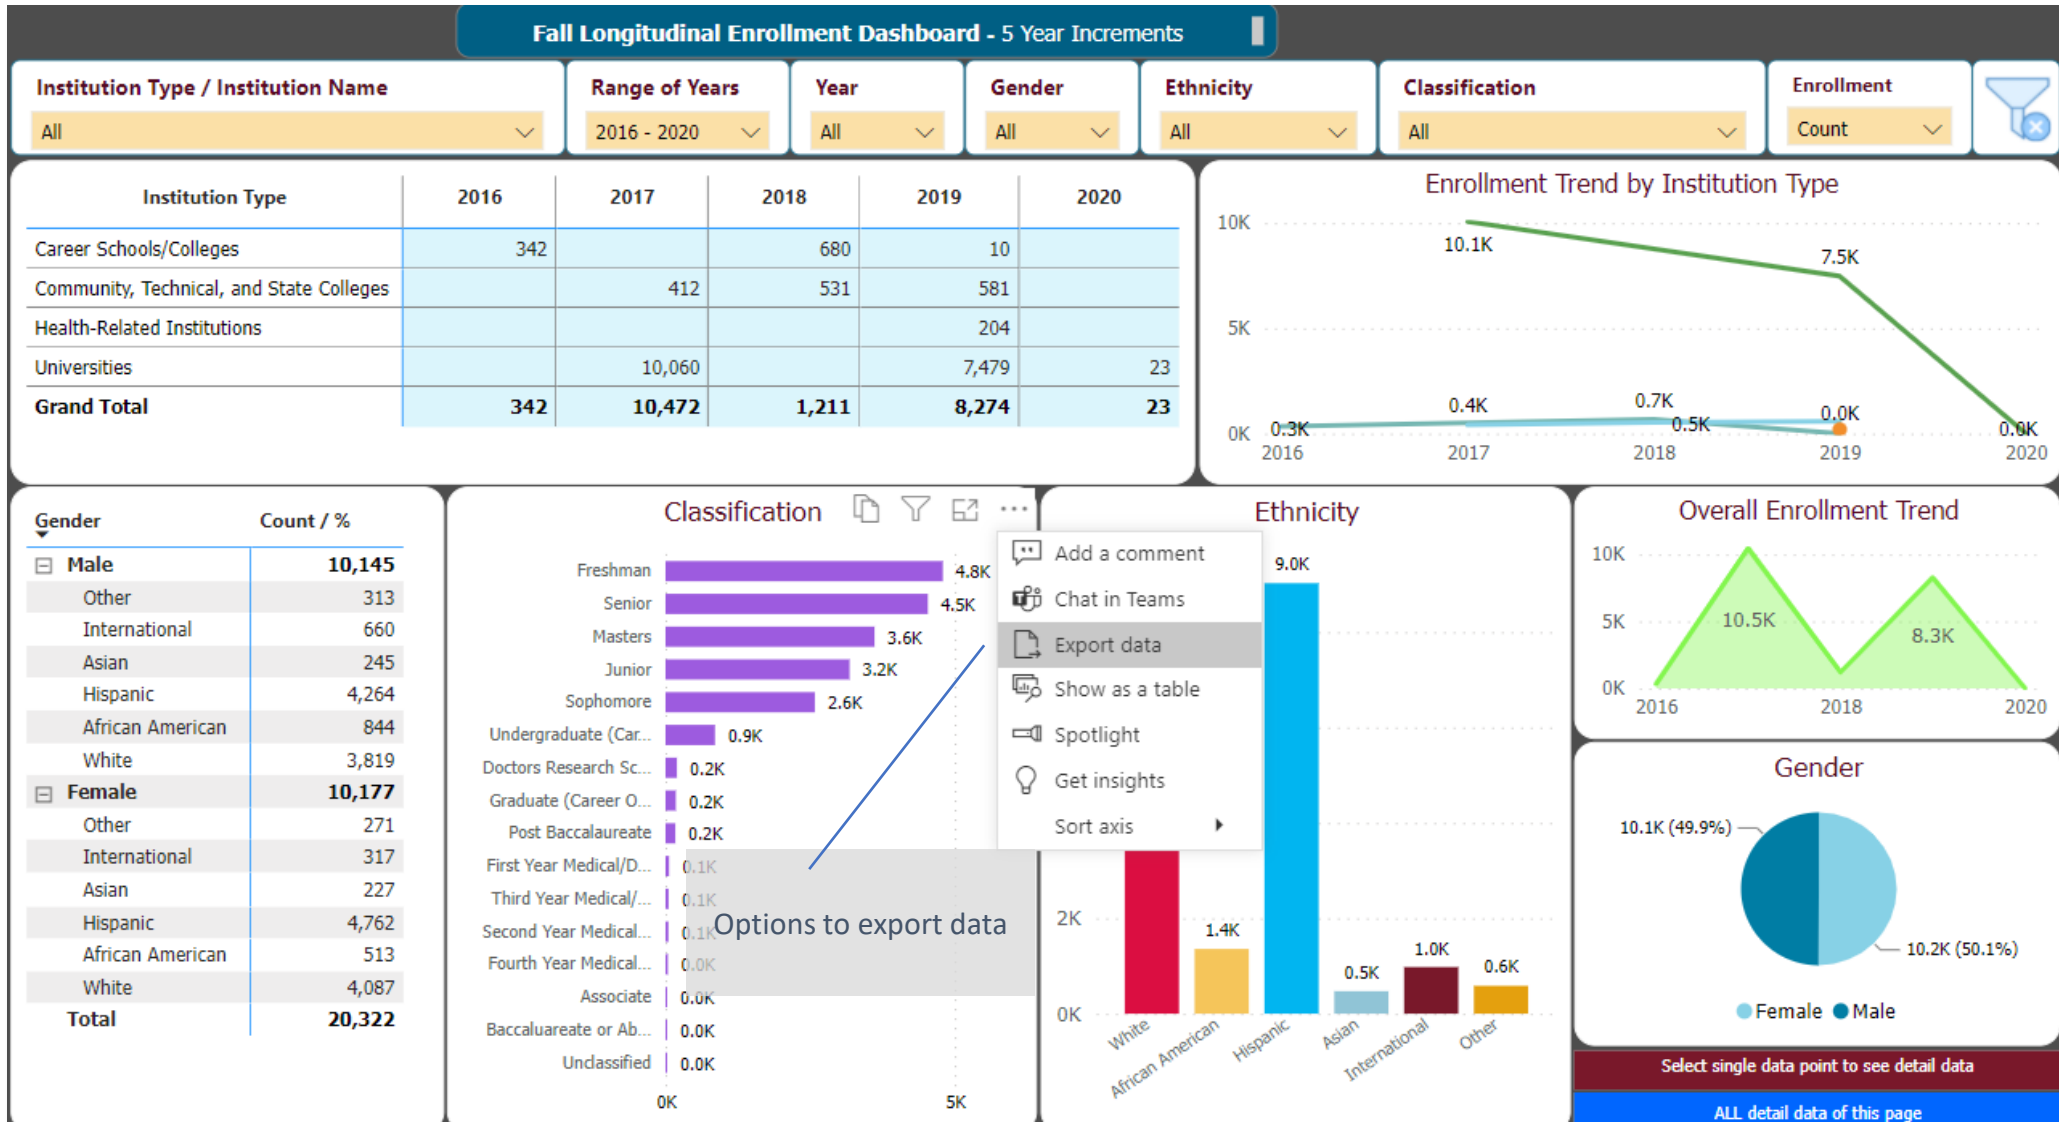 Fall Longitudinal Enrollment Dashboard - 5 Year Increments
Institution Type / Institution Name
All
Range of Years
2016 - 2020
Year
All
Gender
All
Ethnicity
All
Classification
All
Enrollment
Count
Institution Type 2016 2017 2018 2019 2020
Career Schools/Colleges 342 680 10
Community, Technical, and State Colleges 412 531 581
Health-Related Institutions 204
Universities 10,060 7,479 23
Grand Total 342 10,472 1,211 8,274 23
Enrollment Trend by Institution Type
10K
10.1K
7.5K
5K
0.4K 0.7K 0.0K
0.5K
0K 0.3K 0.0K
2016 2017 2018 2019 2020
Gender Count / %
Male 10,145
Other 313
International 660
Asian 245
Hispanic 4,264
African American 844
White 3,819
Female 10,177
Other 271
International 317
Asian 227
Hispanic 4,762
African American 513
White 4,087
Total 20,322
Classification
Freshman 4.8K
Senior 4.5K
Masters 3.6K
Junior 3.2K
Sophomore 2.6K
Undergraduate (Car... 0.9K
Doctors Research Sc... 0.2K
Graduate (Career O... 0.2K
Post Baccalaureate 0.2K
First Year Medical/D... 0.1K
Third Year Medical/... 0.1K
Second Year Medical... 0.1K
Fourth Year Medical... 0.0K
Associate 0.0K
Baccaluareate or Ab... 0.0K
Unclassified 0.0K
0K 5K
Options to export data
Add a comment
Chat in Teams
Export data
Show as a table
Spotlight
Get insights
Sort axis
Ethnicity
9.0K
2K
1.4K
0.5K
1.0K
0.6K
0K
White
African American
Hispanic
Asian
International
Other
Overall Enrollment Trend
10K
5K 10.5K 8.3K
0K
2016 2018 2020
Gender
10.1K (49.9%)
10.2K (50.1%)
Female Male
Select single data point to see detail data
ALL detail data of this page